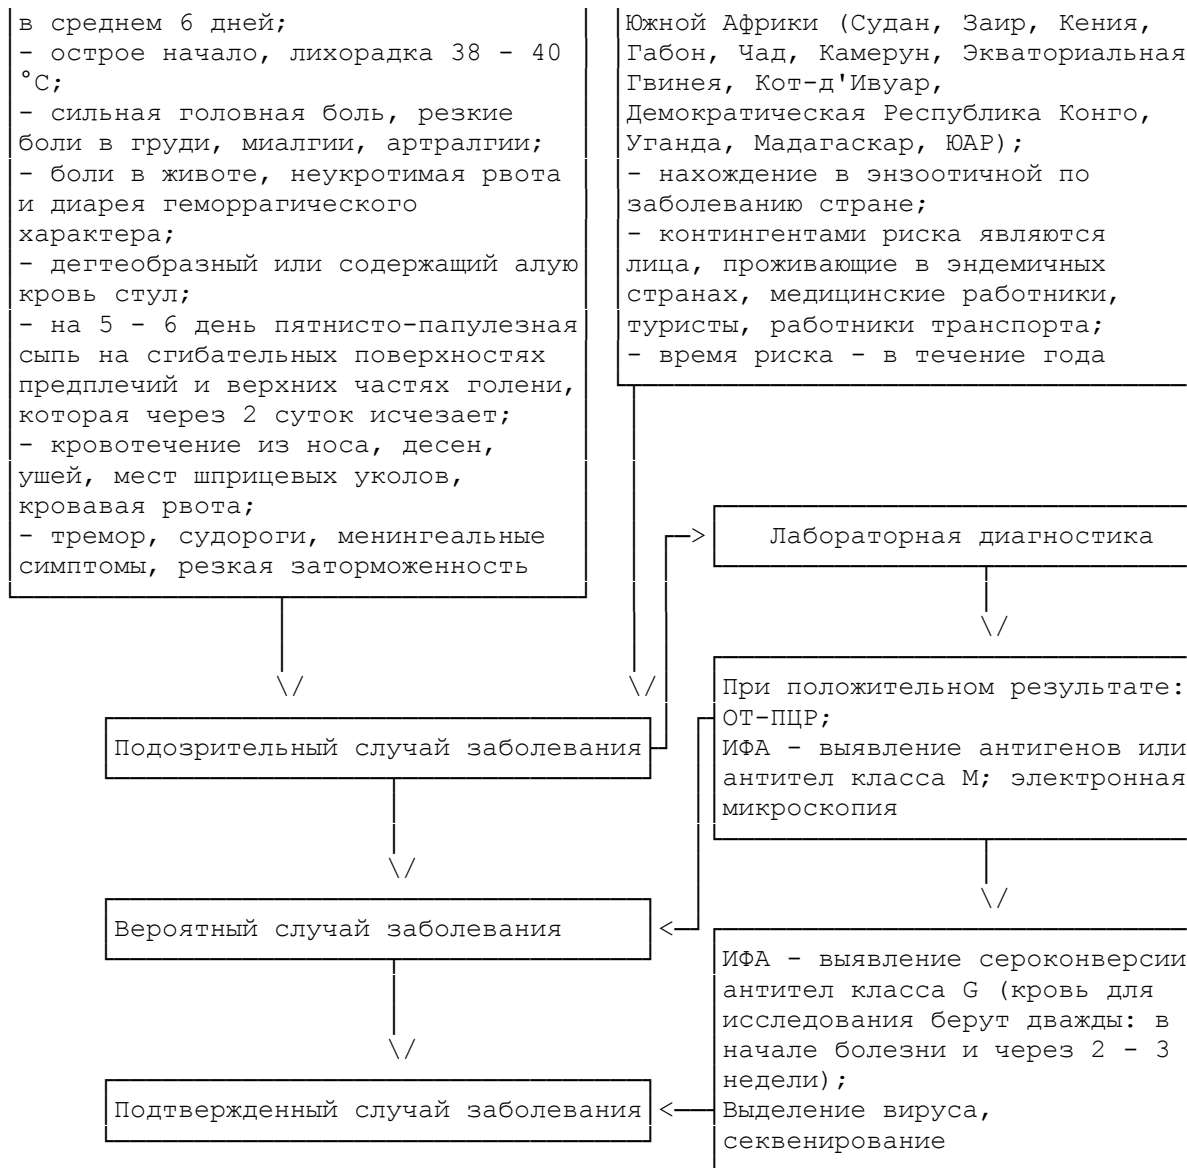 в среднем 6 дней;
- острое начало, лихорадка 38 - 40
°C;
- сильная головная боль, резкие
боли в груди, миалгии, артралгии;
- боли в животе, неукротимая рвота
и диарея геморрагического
характера;
- дегтеобразный или содержащий алую
кровь стул;
- на 5 - 6 день пятнисто-папулезная
сыпь на сгибательных поверхностях
предплечий и верхних частях голени,
которая через 2 суток исчезает;
- кровотечение из носа, десен,
ушей, мест шприцевых уколов,
кровавая рвота;
- тремор, судороги, менингеальные
симптомы, резкая заторможенность
Южной Африки (Судан, Заир, Кения,
Габон, Чад, Камерун, Экваториальная
Гвинея, Кот-д'Ивуар,
Демократическая Республика Конго,
Уганда, Мадагаскар, ЮАР);
- нахождение в энзоотичной по
заболеванию стране;
- контингентами риска являются
лица, проживающие в эндемичных
странах, медицинские работники,
туристы, работники транспорта;
- время риска - в течение года
Лабораторная диагностика
При положительном результате:
ОТ-ПЦР;
ИФА - выявление антигенов или
антител класса М; электронная
микроскопия
Подозрительный случай заболевания
Вероятный случай заболевания
ИФА - выявление сероконверсии
антител класса G (кровь для
исследования берут дважды: в
начале болезни и через 2 - 3
недели);
Выделение вируса,
секвенирование
Подтвержденный случай заболевания